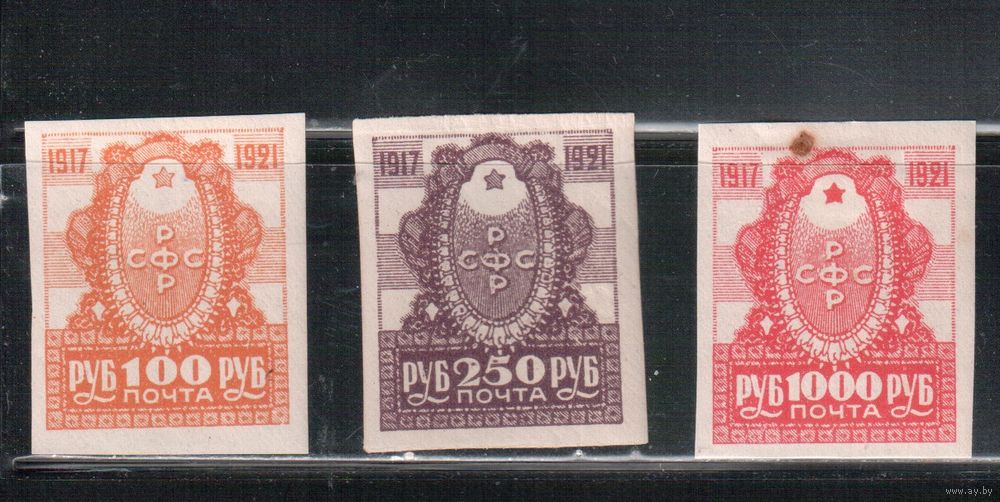 1917 1921
Р
СФС
Р
РУБ 100 РУБ
ПОЧТА
1917 1921
Р
СФС
Р
РУБ 250 РУБ
ПОЧТА
1917 1921
Р
СФС
Р
РУБ 1000 РУБ
ПОЧТА
www.ay.by